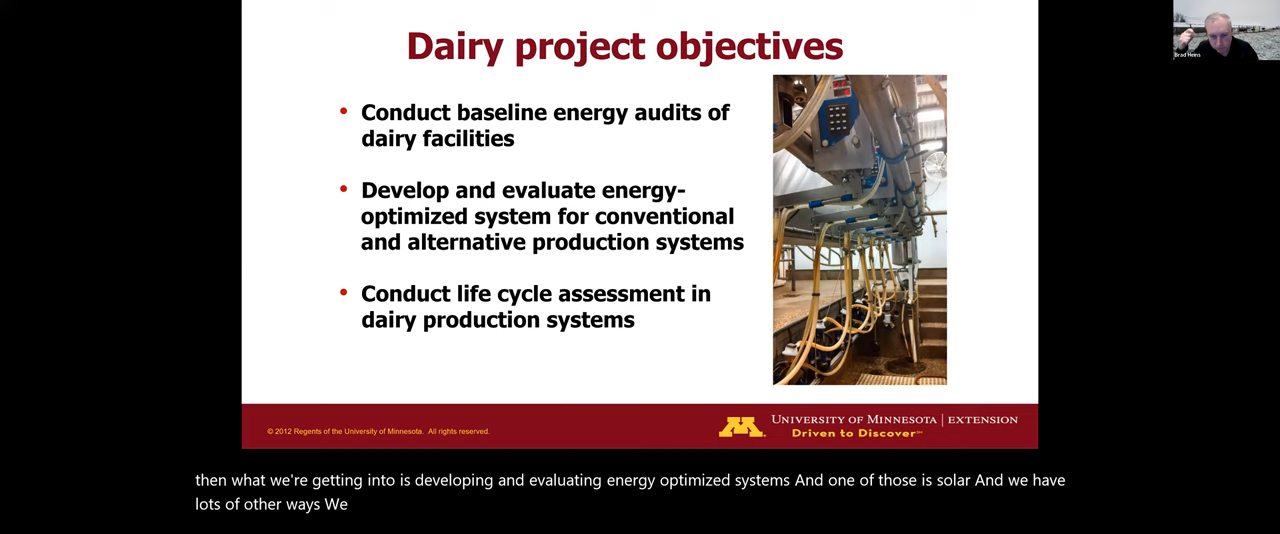 Dairy project objectives
• Conduct baseline energy audits of
dairy facilities
• Develop and evaluate energy-
optimized system for conventional
and alternative production systems
• Conduct life cycle assessment in
dairy production systems
© 2012 Regents of the University of Minnesota. All rights reserved.
UNIVERSITY OF MINNESOTA | EXTENSION
Driven to Discover℠
Brad Heins
then what we're getting into is developing and evaluating energy optimized systems And one of those is solar And we have
lots of other ways We